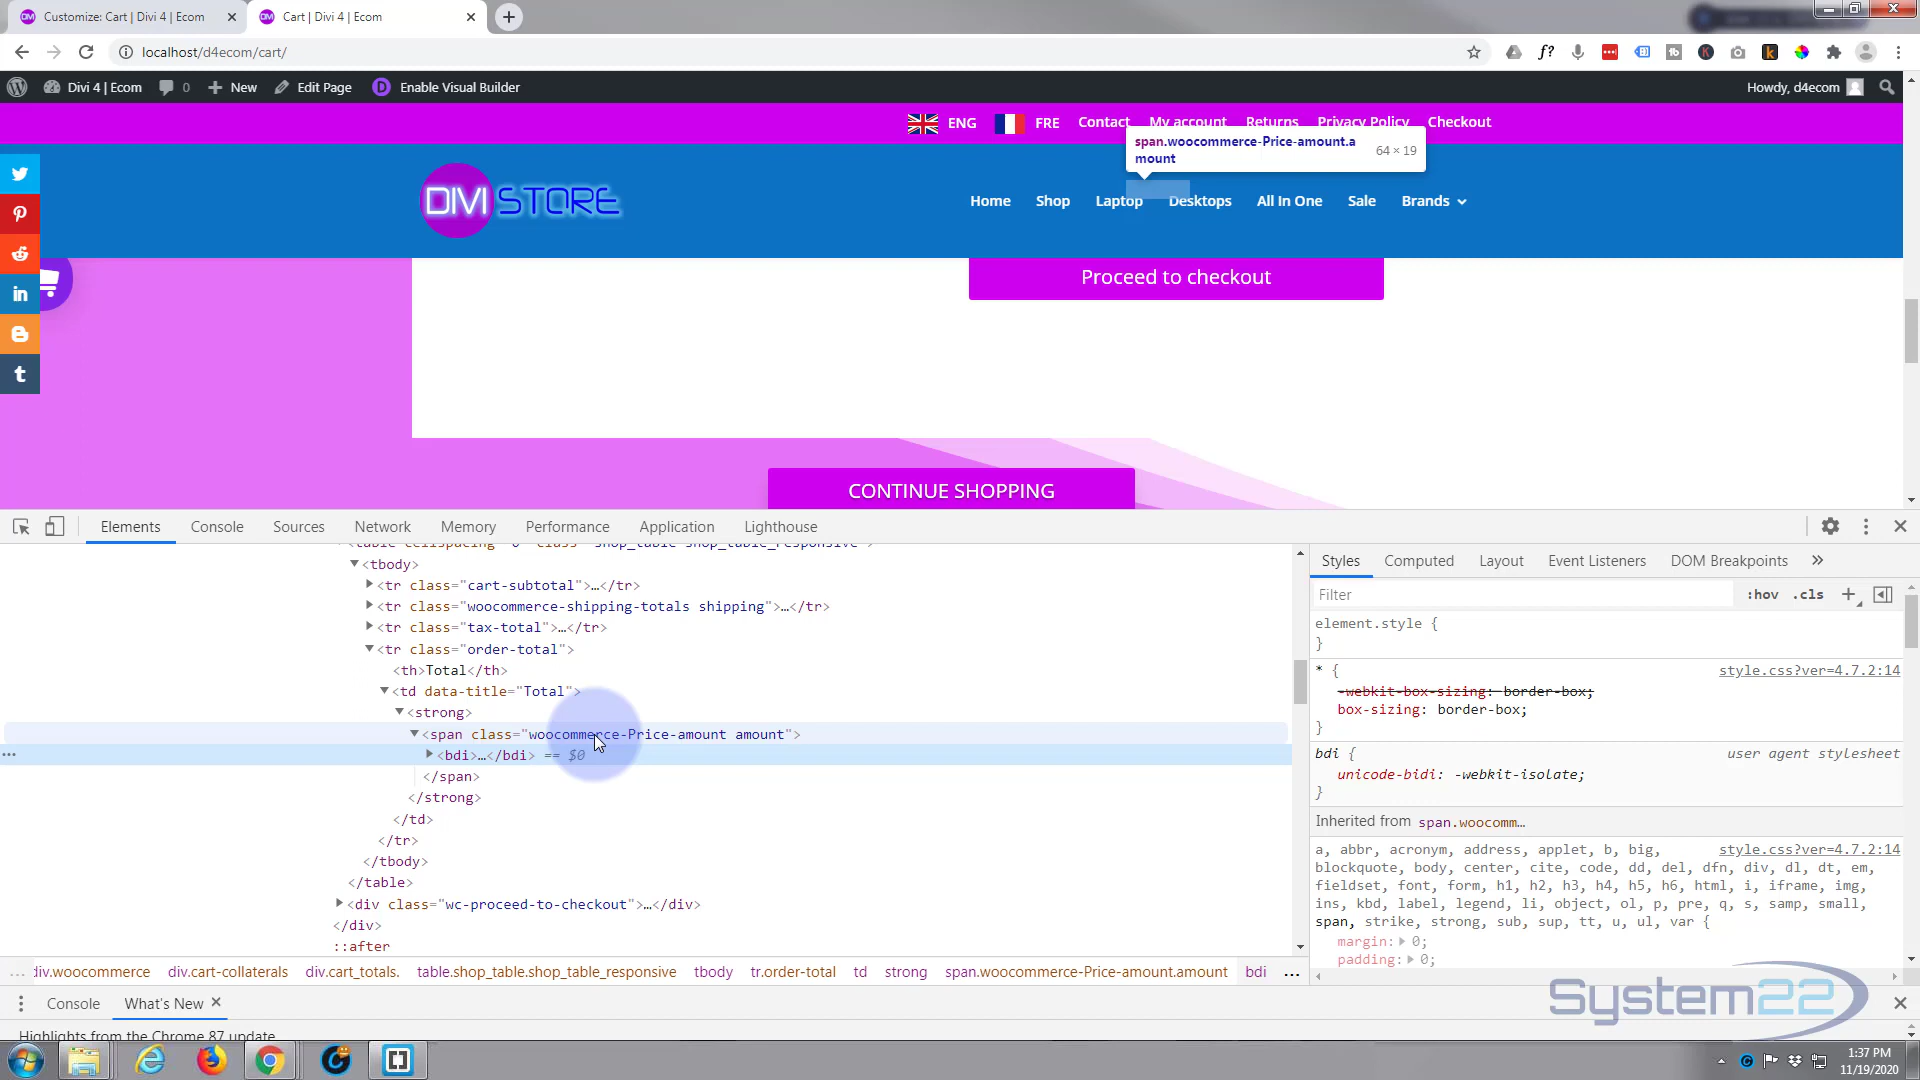 Customize: Cart | Divi 4 | Ecom
Cart | Divi 4 | Ecom
localhost/d4ecom/cart/
Divi 4 | Ecom 0 New Edit Page Enable Visual Builder Howdy, d4ecom
ENG FRE Contact My account Returns Privacy Policy Checkout
span.woocommerce-Price-amount.a
mount 64 × 19
DIVI STORE
Home Shop Laptop Desktops All In One Sale Brands
Proceed to checkout
CONTINUE SHOPPING
Elements Console Sources Network Memory Performance Application Lighthouse
<table cellspacing="0" class="shop_table shop_table_responsive">
<tbody>
<tr class="cart-subtotal">…</tr>
<tr class="woocommerce-shipping-totals shipping">…</tr>
<tr class="tax-total">…</tr>
<tr class="order-total">
<th>Total</th>
<td data-title="Total">
<strong>
<span class="woocommerce-Price-amount amount">
<bdi>…</bdi> == $0
</span>
</strong>
</td>
</tr>
</tbody>
</table>
<div class="wc-proceed-to-checkout">…</div>
</div>
::after
… div.woocommerce div.cart-collaterals div.cart_totals. table.shop_table.shop_table_responsive tbody tr.order-total td strong span.woocommerce-Price-amount.amount bdi …
Styles Computed Layout Event Listeners DOM Breakpoints »
Filter :hov .cls +
element.style {
}
* { style.css?ver=4.7.2:14
-webkit-box-sizing: border-box;
box-sizing: border-box;
}
bdi { user agent stylesheet
unicode-bidi: -webkit-isolate;
}
Inherited from span.woocomm…
a, abbr, acronym, address, applet, b, big, style.css?ver=4.7.2:14
blockquote, body, center, cite, code, dd, del, dfn, div, dl, dt, em,
fieldset, font, form, h1, h2, h3, h4, h5, h6, html, i, iframe, img,
ins, kbd, label, legend, li, object, ol, p, pre, q, s, samp, small,
span, strike, strong, sub, sup, tt, u, ul, var {
margin: 0;
padding: 0;
Console What's New
Highlights from the Chrome 87 update
System22
1:37 PM
11/19/2020